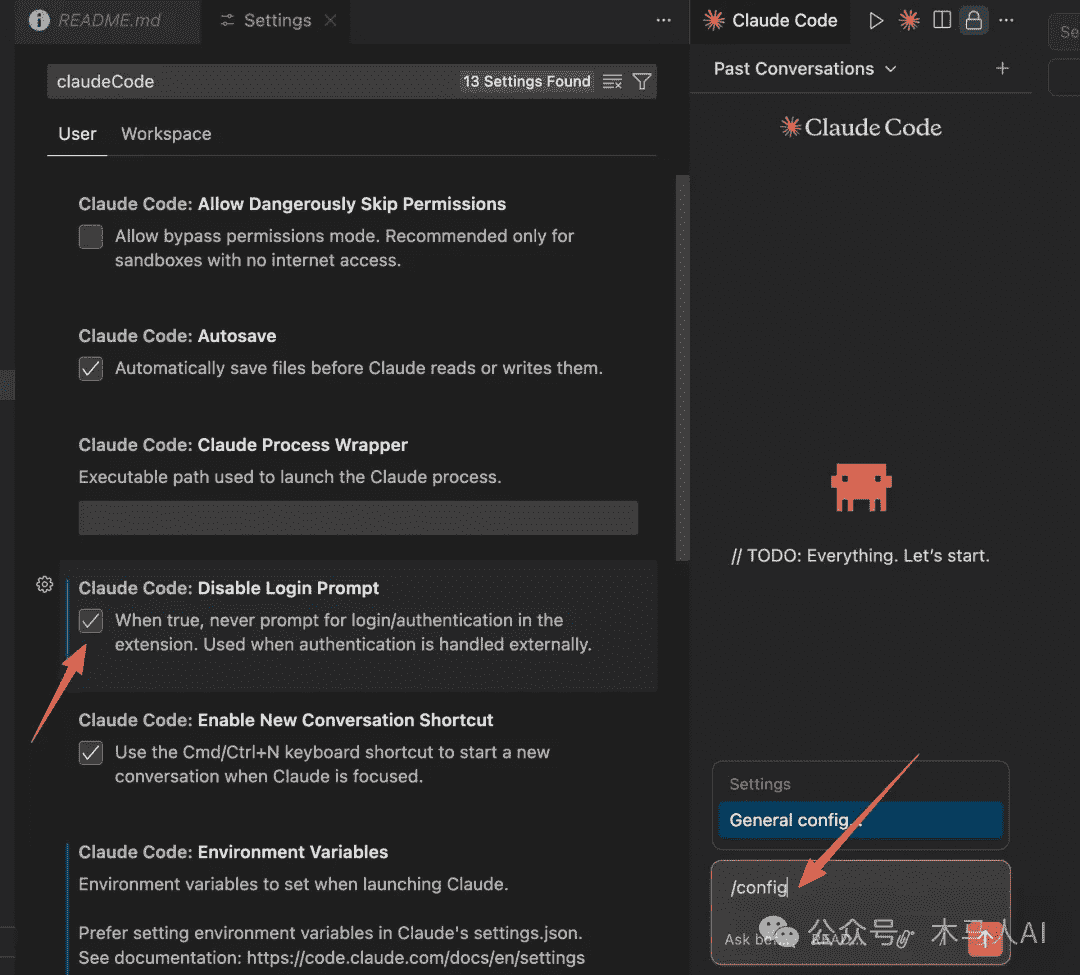 README.md
Settings
claudeCode
13 Settings Found
User
Workspace
Claude Code: Allow Dangerously Skip Permissions
Allow bypass permissions mode. Recommended only for
sandboxes with no internet access.
Claude Code: Autosave
Automatically save files before Claude reads or writes them.
Claude Code: Claude Process Wrapper
Executable path used to launch the Claude process.
Claude Code: Disable Login Prompt
When true, never prompt for login/authentication in the
extension. Used when authentication is handled externally.
Claude Code: Enable New Conversation Shortcut
Use the Cmd/Ctrl+N keyboard shortcut to start a new
conversation when Claude is focused.
Claude Code: Environment Variables
Environment variables to set when launching Claude.
Prefer setting environment variables in Claude's settings.json.
See documentation: https://code.claude.com/docs/en/settings
Claude Code
Past Conversations
Claude Code
// TODO: Everything. Let's start.
Settings
General config...
/config
Ask
公众号
木马人AI
Se